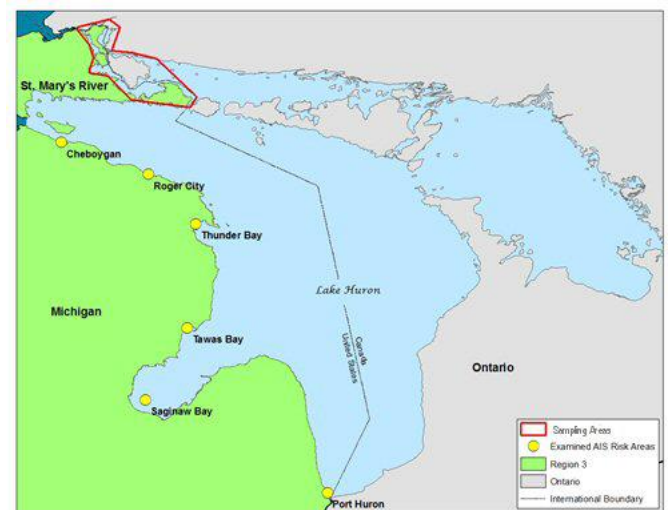 St. Mary's River
Cheboygan
Roger City
Thunder Bay
Lake Huron
Michigan
Canada
United States
Tawas Bay
Ontario
Saginaw Bay
Port Huron
Sampling Areas
Examined AIS Risk Areas
Region 3
Ontario
International Boundary